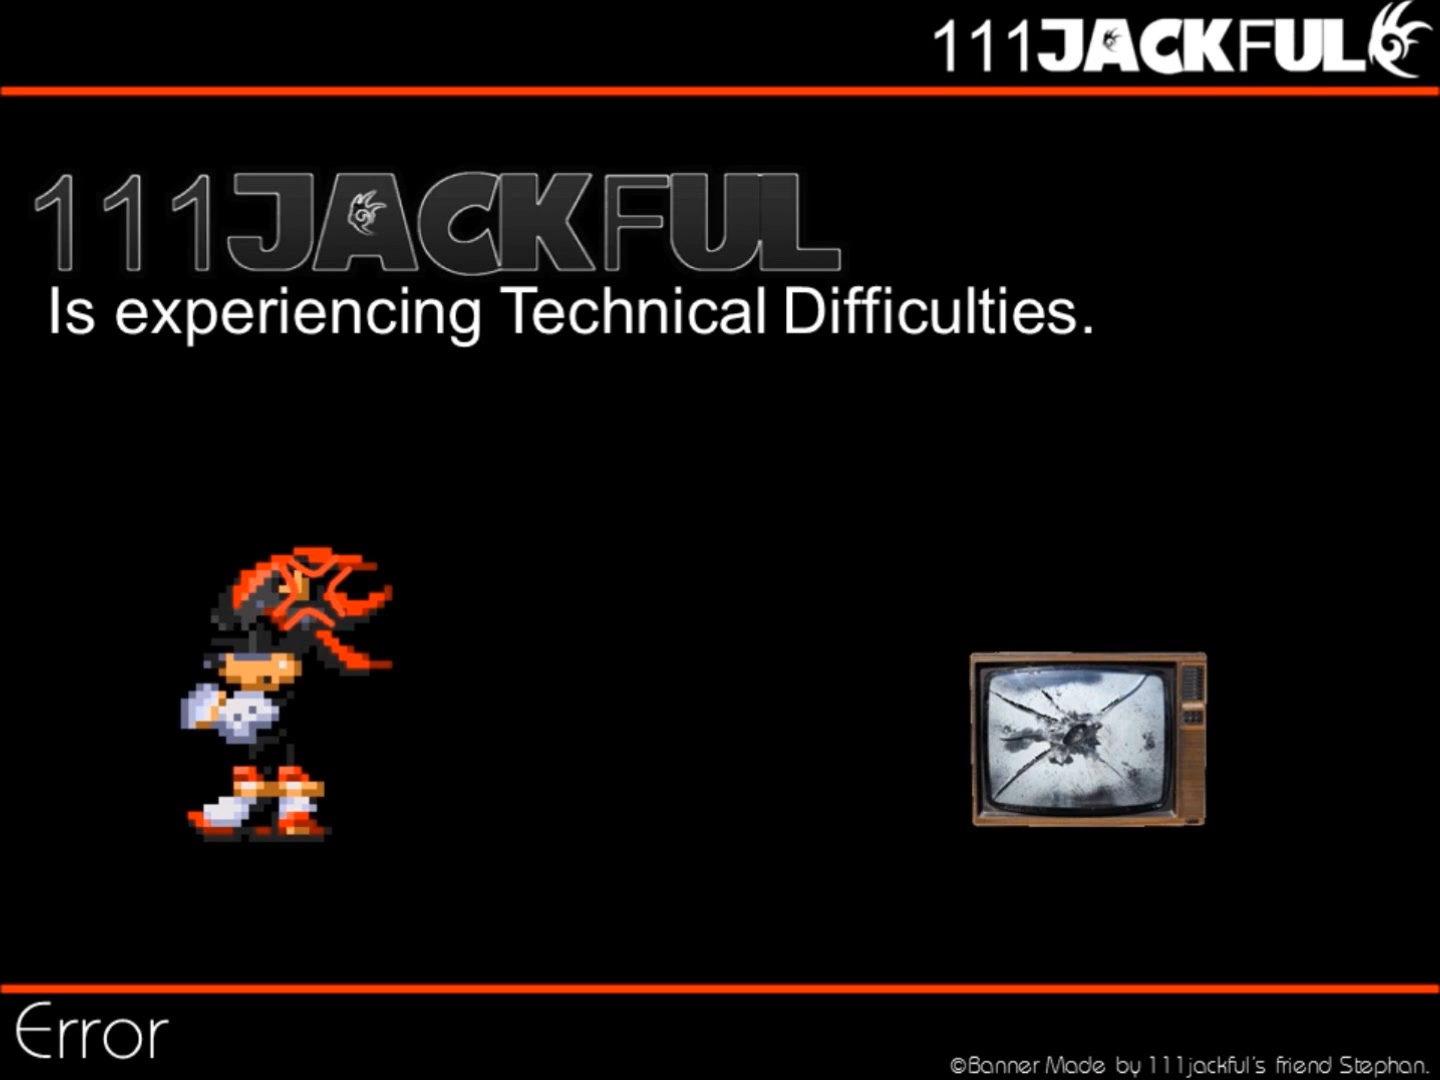 111JACKFUL
111JACKFUL
Is experiencing Technical Difficulties.
Error
©Banner Made by 111jackful's friend Stephan.